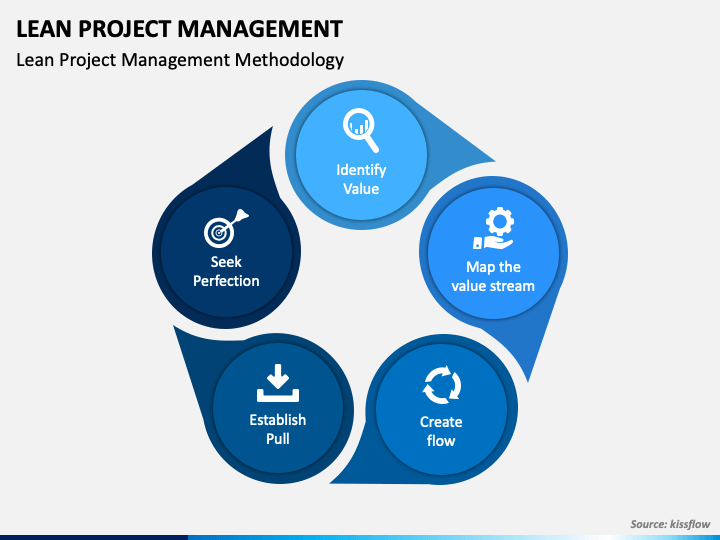 LEAN PROJECT MANAGEMENT
Lean Project Management Methodology
Identify
Value
Map the
value stream
Create
flow
Establish
Pull
Seek
Perfection
Source: kissflow